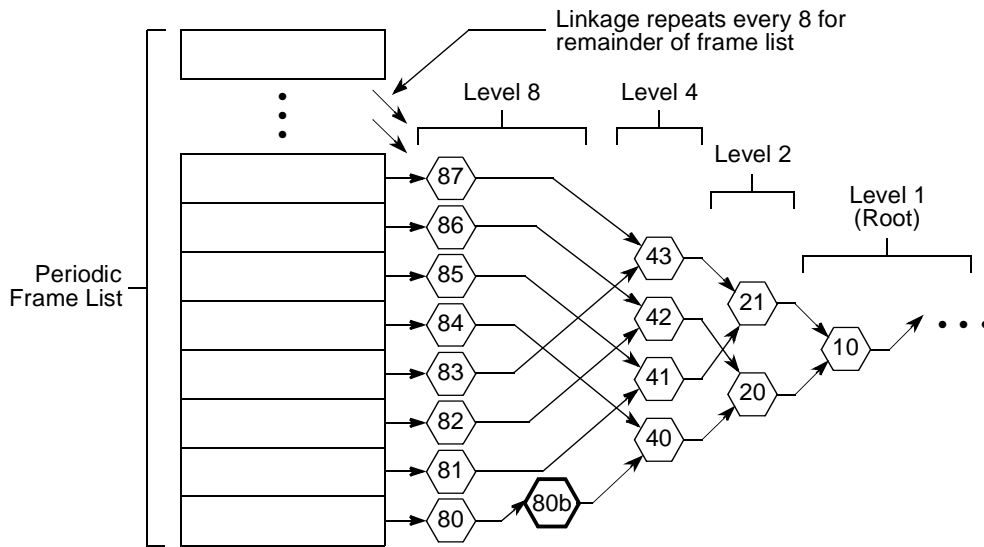 Linkage repeats every 8 for
remainder of frame list
Level 8
Level 4
Level 2
Level 1
(Root)
Periodic
Frame List
87
86
85
84
83
82
81
80
80b
43
42
41
40
21
20
10